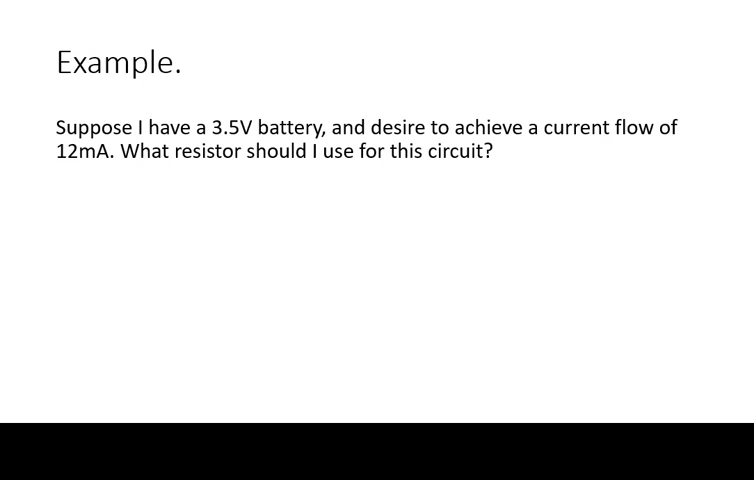 Example.
Suppose I have a 3.5V battery, and desire to achieve a current flow of
12mA. What resistor should I use for this circuit?